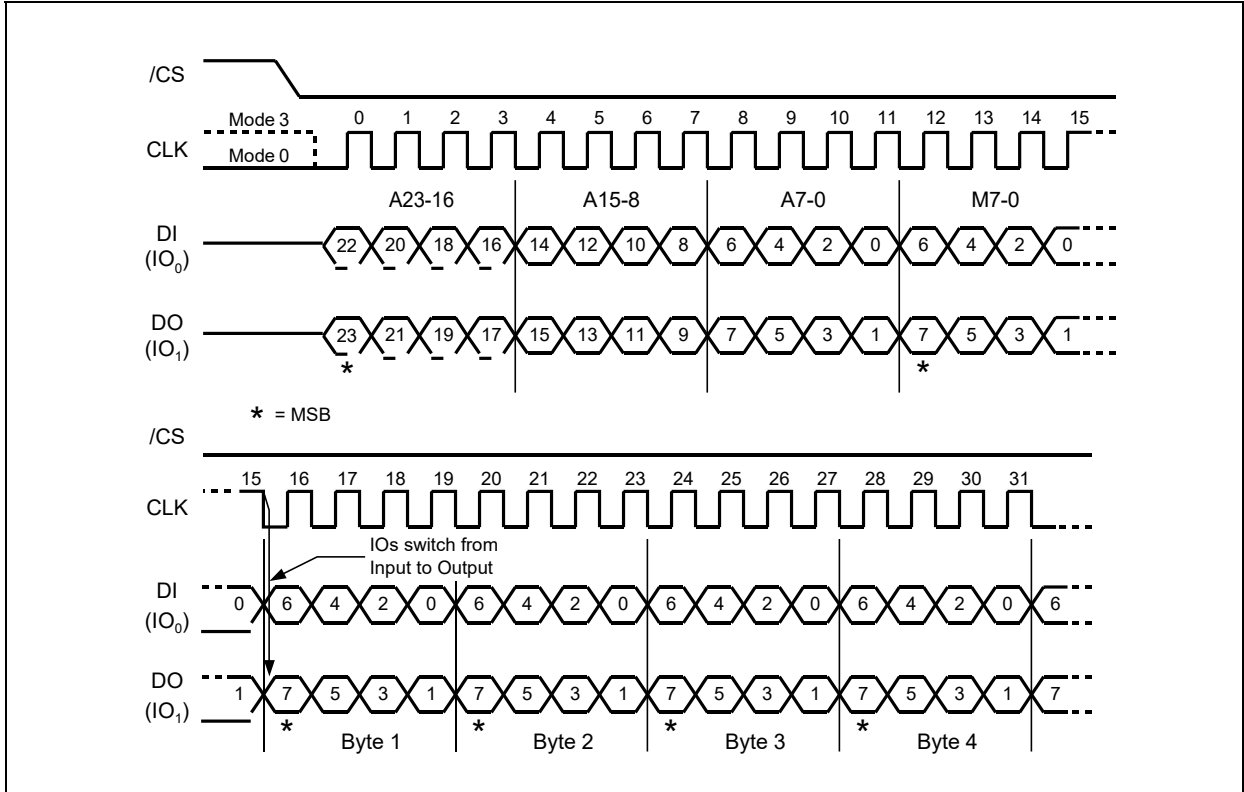 /CS
Mode 3
0 1 2 3 4 5 6 7 8 9 10 11 12 13 14 15
CLK
Mode 0
A23-16 A15-8 A7-0 M7-0
DI
(IO0)
22 20 18 16 14 12 10 8 6 4 2 0 6 4 2 0
DO
(IO1)
23 21 19 17 15 13 11 9 7 5 3 1 7 5 3 1
* *
* = MSB
/CS
15 16 17 18 19 20 21 22 23 24 25 26 27 28 29 30 31
CLK
IOs switch from
Input to Output
DI
(IO0)
0 6 4 2 0 6 4 2 0 6 4 2 0 6 4 2 0 6
DO
(IO1)
1 7 5 3 1 7 5 3 1 7 5 3 1 7 5 3 1 7
* * * *
Byte 1 Byte 2 Byte 3 Byte 4